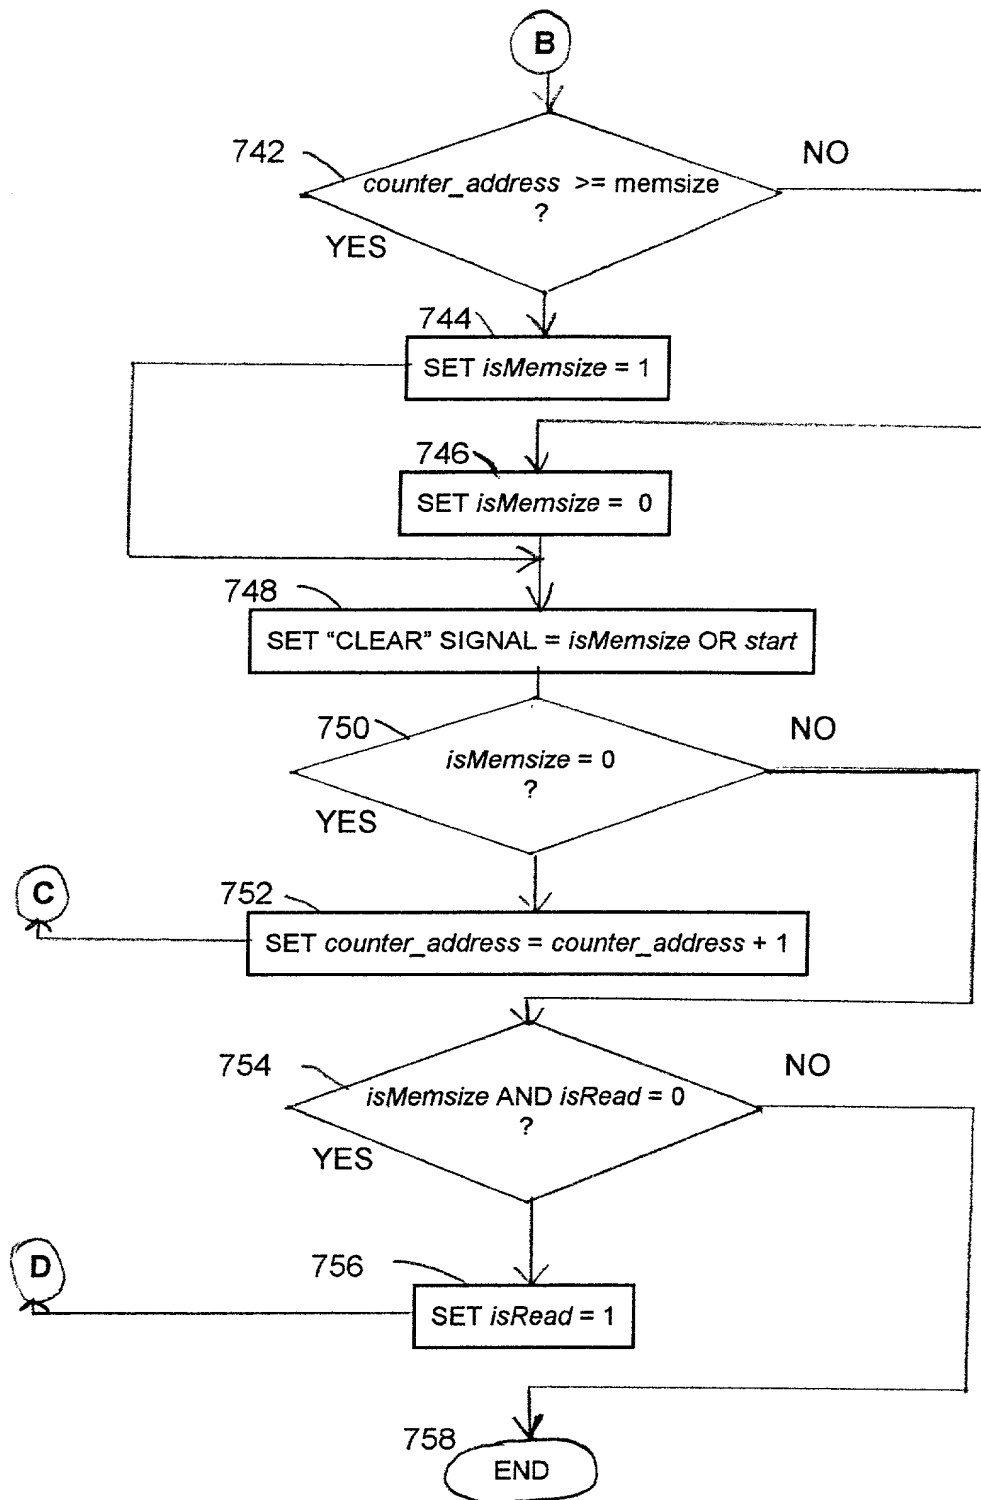 B
742
NO
counter_address >= memsize
?
YES
744
SET isMemsize = 1
746
SET isMemsize = 0
748
SET “CLEAR” SIGNAL = isMemsize OR start
750
NO
isMemsize = 0
?
YES
C
752
SET counter_address = counter_address + 1
754
NO
isMemsize AND isRead = 0
?
YES
D
756
SET isRead = 1
758
END